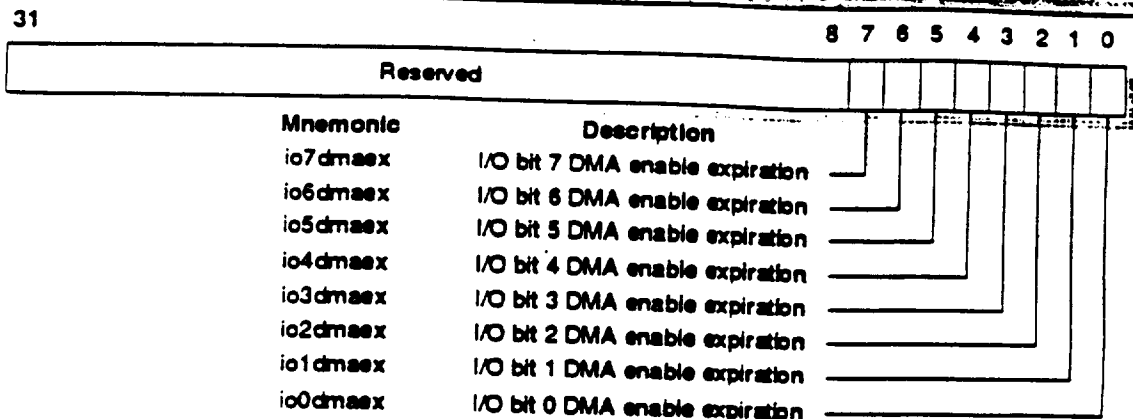 31 8 7 6 5 4 3 2 1 0
Reserved
Mnemonic Description
io7dmaex I/O bit 7 DMA enable expiration
io6dmaex I/O bit 6 DMA enable expiration
io5dmaex I/O bit 5 DMA enable expiration
io4dmaex I/O bit 4 DMA enable expiration
io3dmaex I/O bit 3 DMA enable expiration
io2dmaex I/O bit 2 DMA enable expiration
io1dmaex I/O bit 1 DMA enable expiration
io0dmaex I/O bit 0 DMA enable expiration